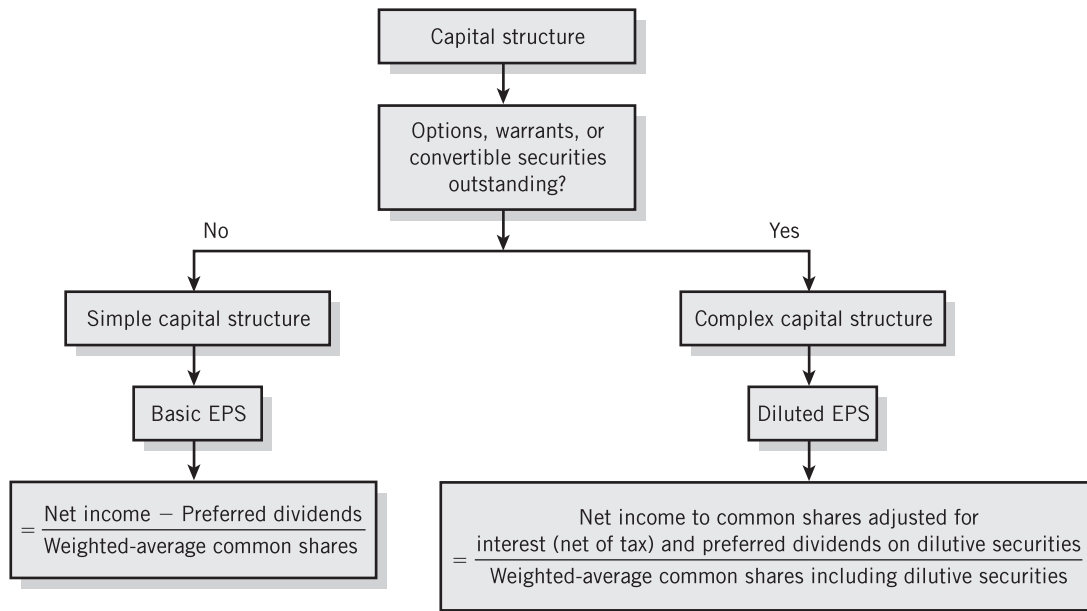 Capital structure
Options, warrants, or
convertible securities
outstanding?
No
Yes
Simple capital structure
Complex capital structure
Basic EPS
Diluted EPS
= Net income − Preferred dividends
Weighted-average common shares
Net income to common shares adjusted for
= interest (net of tax) and preferred dividends on dilutive securities
Weighted-average common shares including dilutive securities